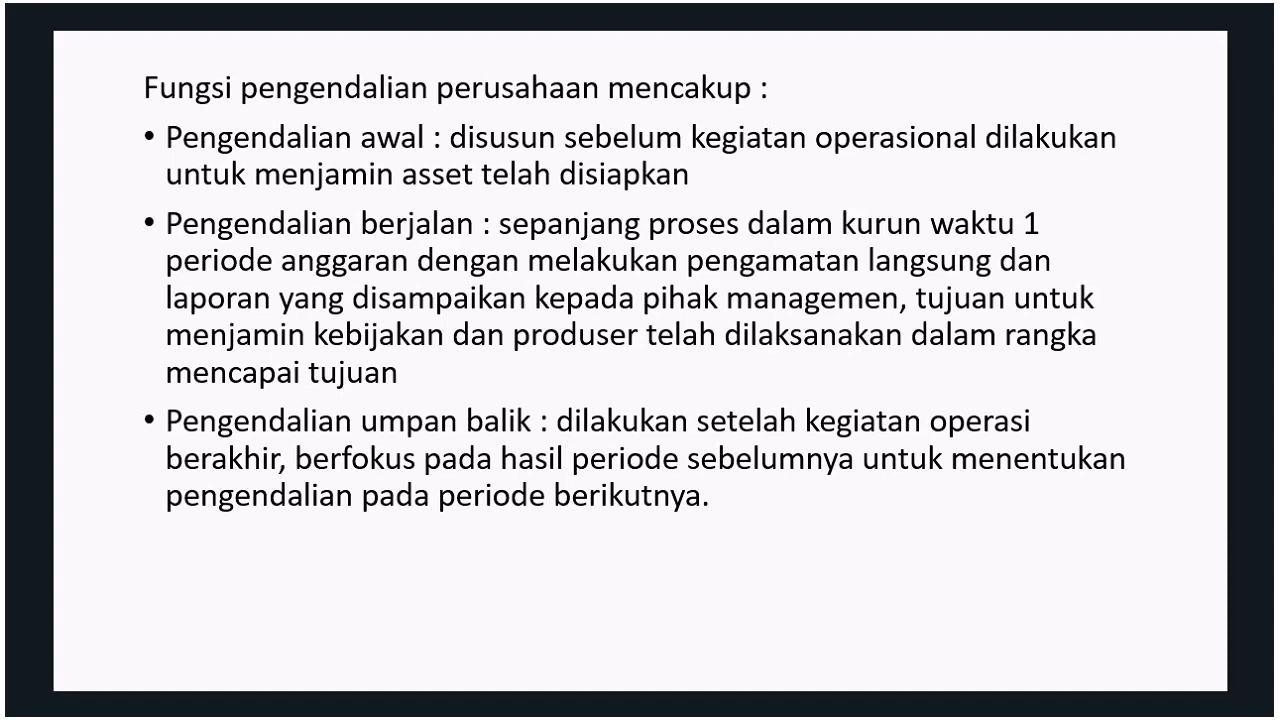 Fungsi pengendalian perusahaan mencakup :
• Pengendalian awal : disusun sebelum kegiatan operasional dilakukan
untuk menjamin asset telah disiapkan
• Pengendalian berjalan : sepanjang proses dalam kurun waktu 1
periode anggaran dengan melakukan pengamatan langsung dan
laporan yang disampaikan kepada pihak managemen, tujuan untuk
menjamin kebijakan dan produser telah dilaksanakan dalam rangka
mencapai tujuan
• Pengendalian umpan balik : dilakukan setelah kegiatan operasi
berakhir, berfokus pada hasil periode sebelumnya untuk menentukan
pengendalian pada periode berikutnya.